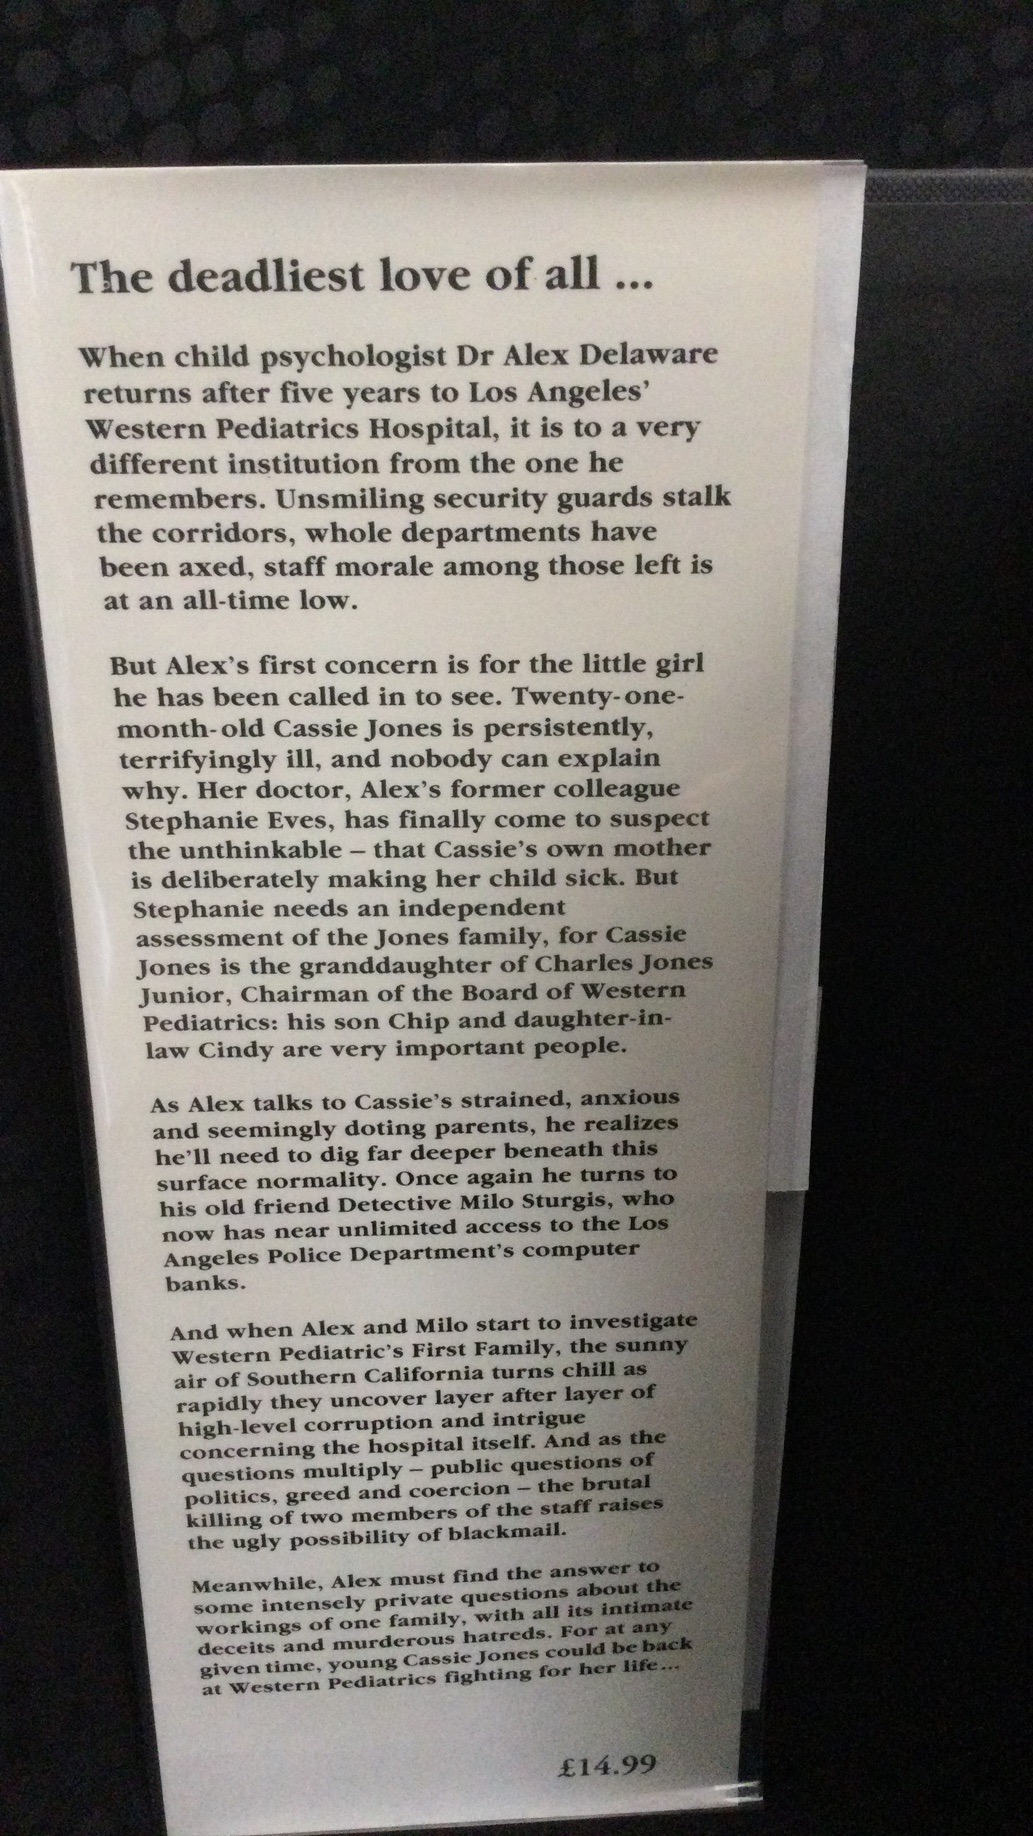 The deadliest love of all ...
When child psychologist Dr Alex Delaware
returns after five years to Los Angeles'
Western Pediatrics Hospital, it is to a very
different institution from the one he
remembers. Unsmiling security guards stalk
the corridors, whole departments have
been axed, staff morale among those left is
at an all-time low.
But Alex's first concern is for the little girl
he has been called in to see. Twenty-one-
month-old Cassie Jones is persistently,
terrifyingly ill, and nobody can explain
why. Her doctor, Alex's former colleague
Stephanie Eves, has finally come to suspect
the unthinkable – that Cassie's own mother
is deliberately making her child sick. But
Stephanie needs an independent
assessment of the Jones family, for Cassie
Jones is the granddaughter of Charles Jones
Junior, Chairman of the Board of Western
Pediatrics: his son Chip and daughter-in-
law Cindy are very important people.
As Alex talks to Cassie's strained, anxious
and seemingly doting parents, he realizes
he'll need to dig far deeper beneath this
surface normality. Once again he turns to
his old friend Detective Milo Sturgis, who
now has near unlimited access to the Los
Angeles Police Department's computer
banks.
And when Alex and Milo start to investigate
Western Pediatric's First Family, the sunny
air of Southern California turns chill as
rapidly they uncover layer after layer of
high-level corruption and intrigue
concerning the hospital itself. And as the
questions multiply – public questions of
politics, greed and coercion – the brutal
killing of two members of the staff raises
the ugly possibility of blackmail.
Meanwhile, Alex must find the answer to
some intensely private questions about the
workings of one family, with all its intimate
deceits and murderous hatreds. For at any
given time, young Cassie Jones could be back
at Western Pediatrics fighting for her life...
£14.99